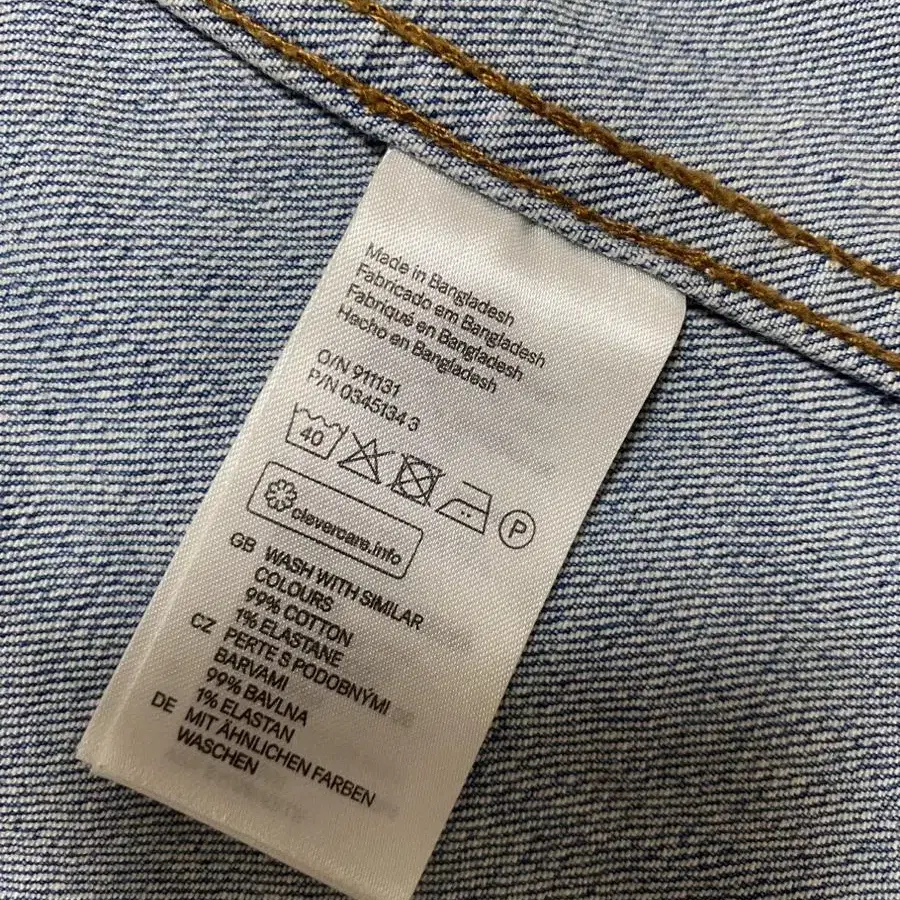 Made in Bangladesh
Fabricado em Bangladesh
Fabriqué en Bangladesh
Hecho en Bangladesh
O/N 911131
P/N 0345134 3
40
P
clevercare.info
GB WASH WITH SIMILAR
COLOURS
99% COTTON
1% ELASTANE
CZ PERTE S PODOBNÝMI
BARVAMI
99% BAVLNA
1% ELASTAN
DE MIT ÄHNLICHEN FARBEN
WASCHEN